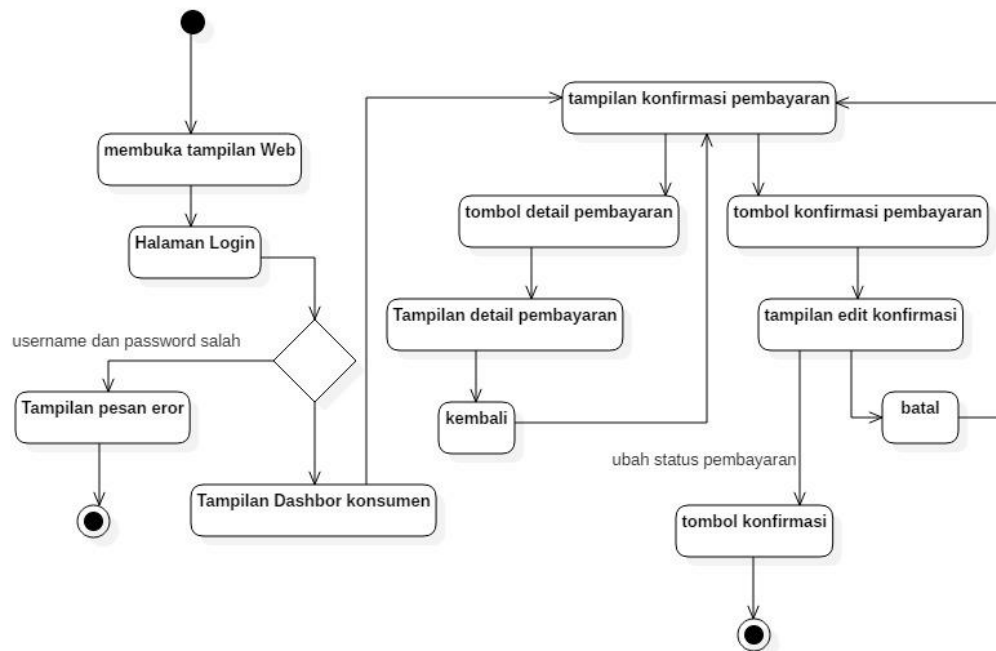 membuka tampilan Web
Halaman Login
username dan password salah
Tampilan pesan eror
Tampilan Dashbor konsumen
tampilan konfirmasi pembayaran
tombol detail pembayaran
tombol konfirmasi pembayaran
Tampilan detail pembayaran
tampilan edit konfirmasi
kembali
batal
ubah status pembayaran
tombol konfirmasi